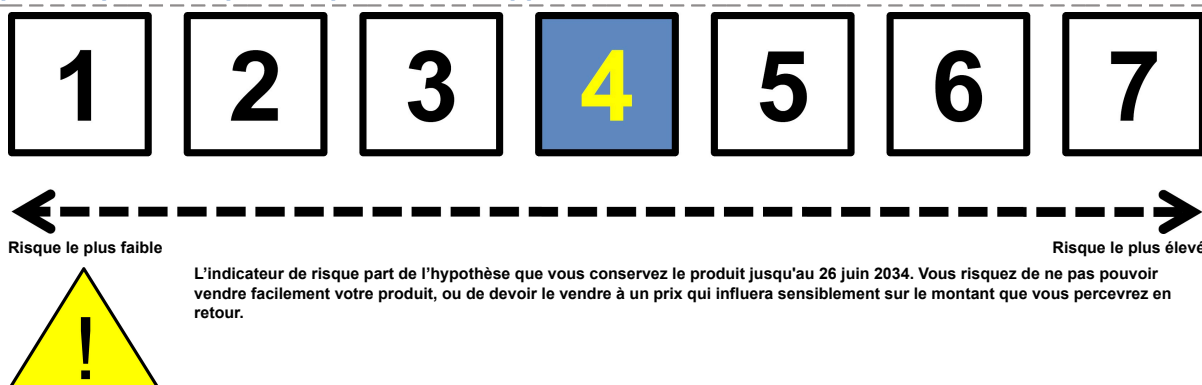 1 2 3 4 5 6 7
Risque le plus faible Risque le plus élevé
L'indicateur de risque part de l'hypothèse que vous conservez le produit jusqu'au 26 juin 2034. Vous risquez de ne pas pouvoir
vendre facilement votre produit, ou de devoir le vendre à un prix qui influera sensiblement sur le montant que vous percevrez en
retour.
!